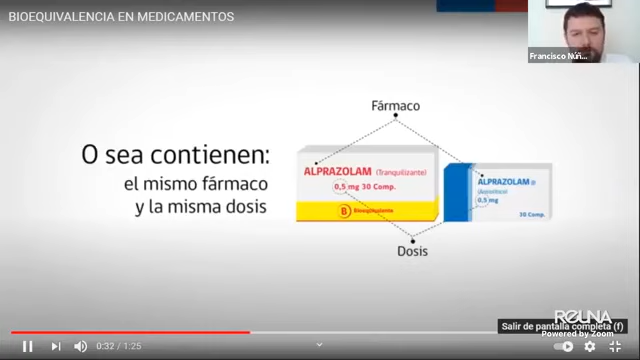 BIOEQUIVALENCIA EN MEDICAMENTOS
Francisco Núñ...
Fármaco
O sea contienen:
el mismo fármaco
y la misma dosis
ALPRAZOLAM (Tranquilizante)
0,5 mg 30 Comp.
B Bioequivalente
ALPRAZOLAM
0,5 mg
30 Comp.
Dosis
REUNA
Salir de pantalla completa (f)
Powered by Zoom
0:32 / 1:25